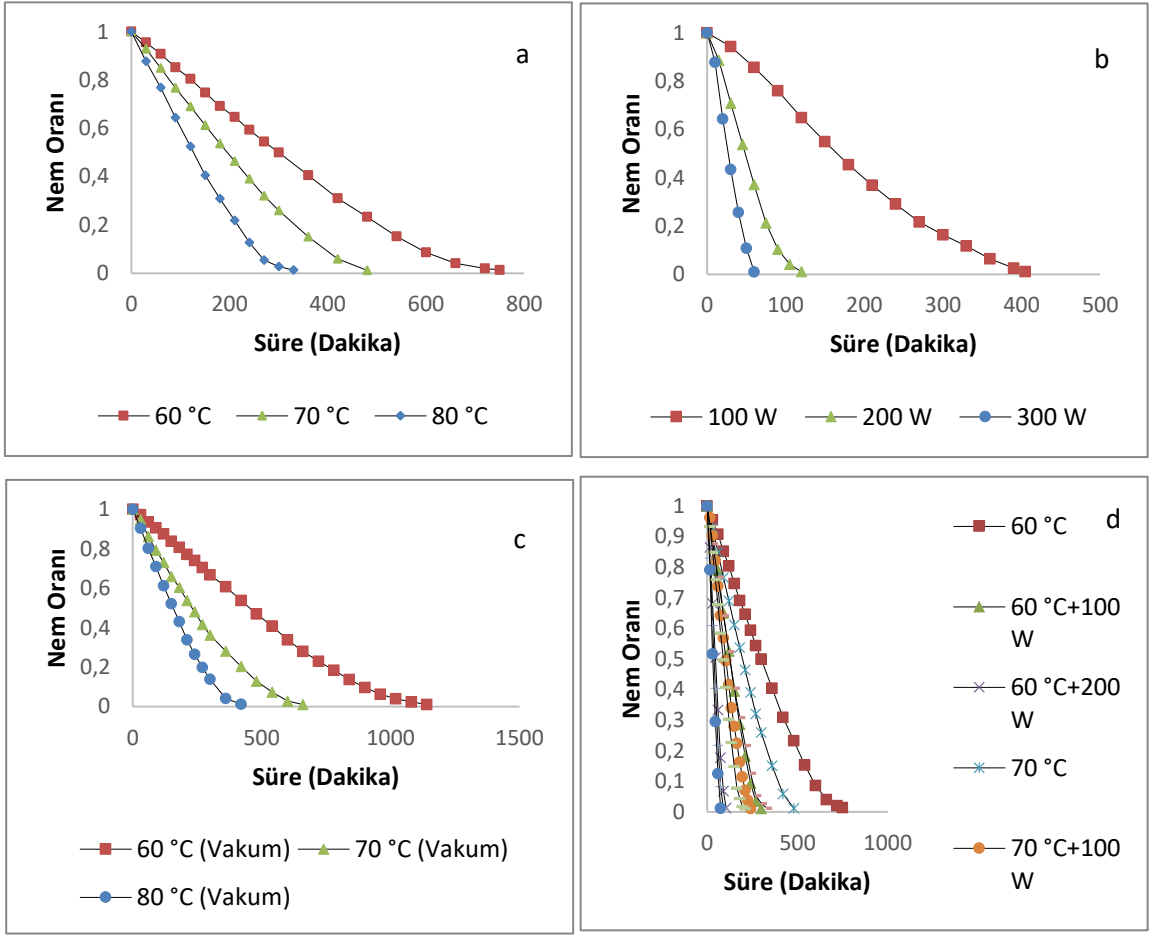 a
Nem Oranı
1
0,8
0,6
0,4
0,2
0
0 200 400 600 800
Süre (Dakika)
60 °C 70 °C 80 °C
b
Nem Oranı
1
0,8
0,6
0,4
0,2
0
0 100 200 300 400 500
Süre (Dakika)
100 W 200 W 300 W
c
Nem Oranı
1
0,8
0,6
0,4
0,2
0
0 500 1000 1500
Süre (Dakika)
60 °C (Vakum) 70 °C (Vakum)
80 °C (Vakum)
d
Nem Oranı
1
0,9
0,8
0,7
0,6
0,5
0,4
0,3
0,2
0,1
0
0 500 1000
Süre (Dakika)
60 °C
60 °C+100
W
60 °C+200
W
70 °C
70 °C+100
W